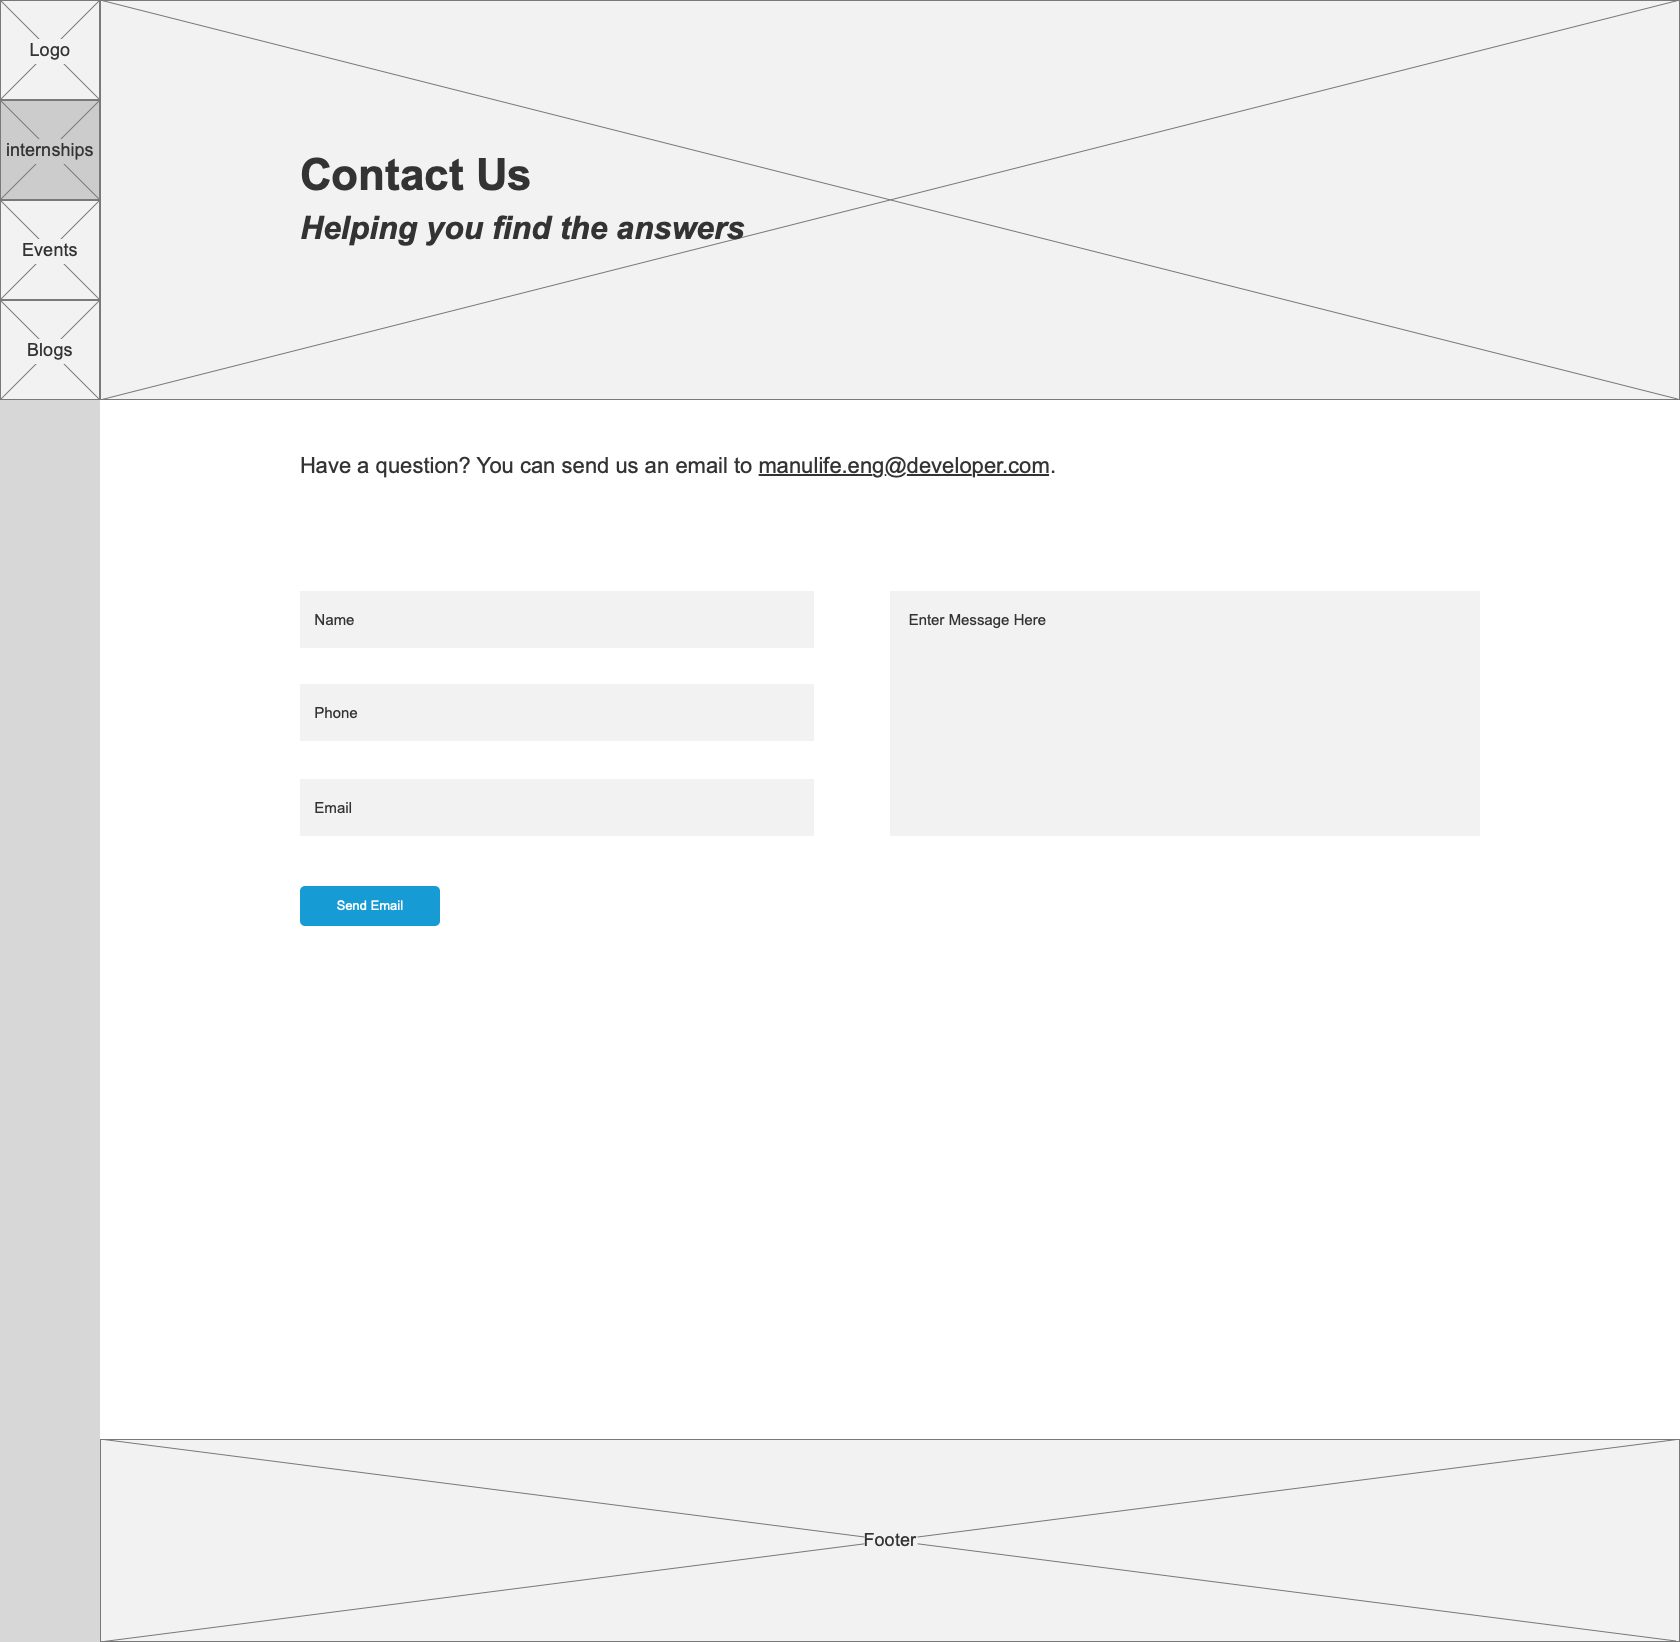 Logo
internships
Events
Blogs
Contact Us
Helping you find the answers
Have a question? You can send us an email to manulife.eng@developer.com.
Name
Phone
Email
Enter Message Here
Send Email
Footer